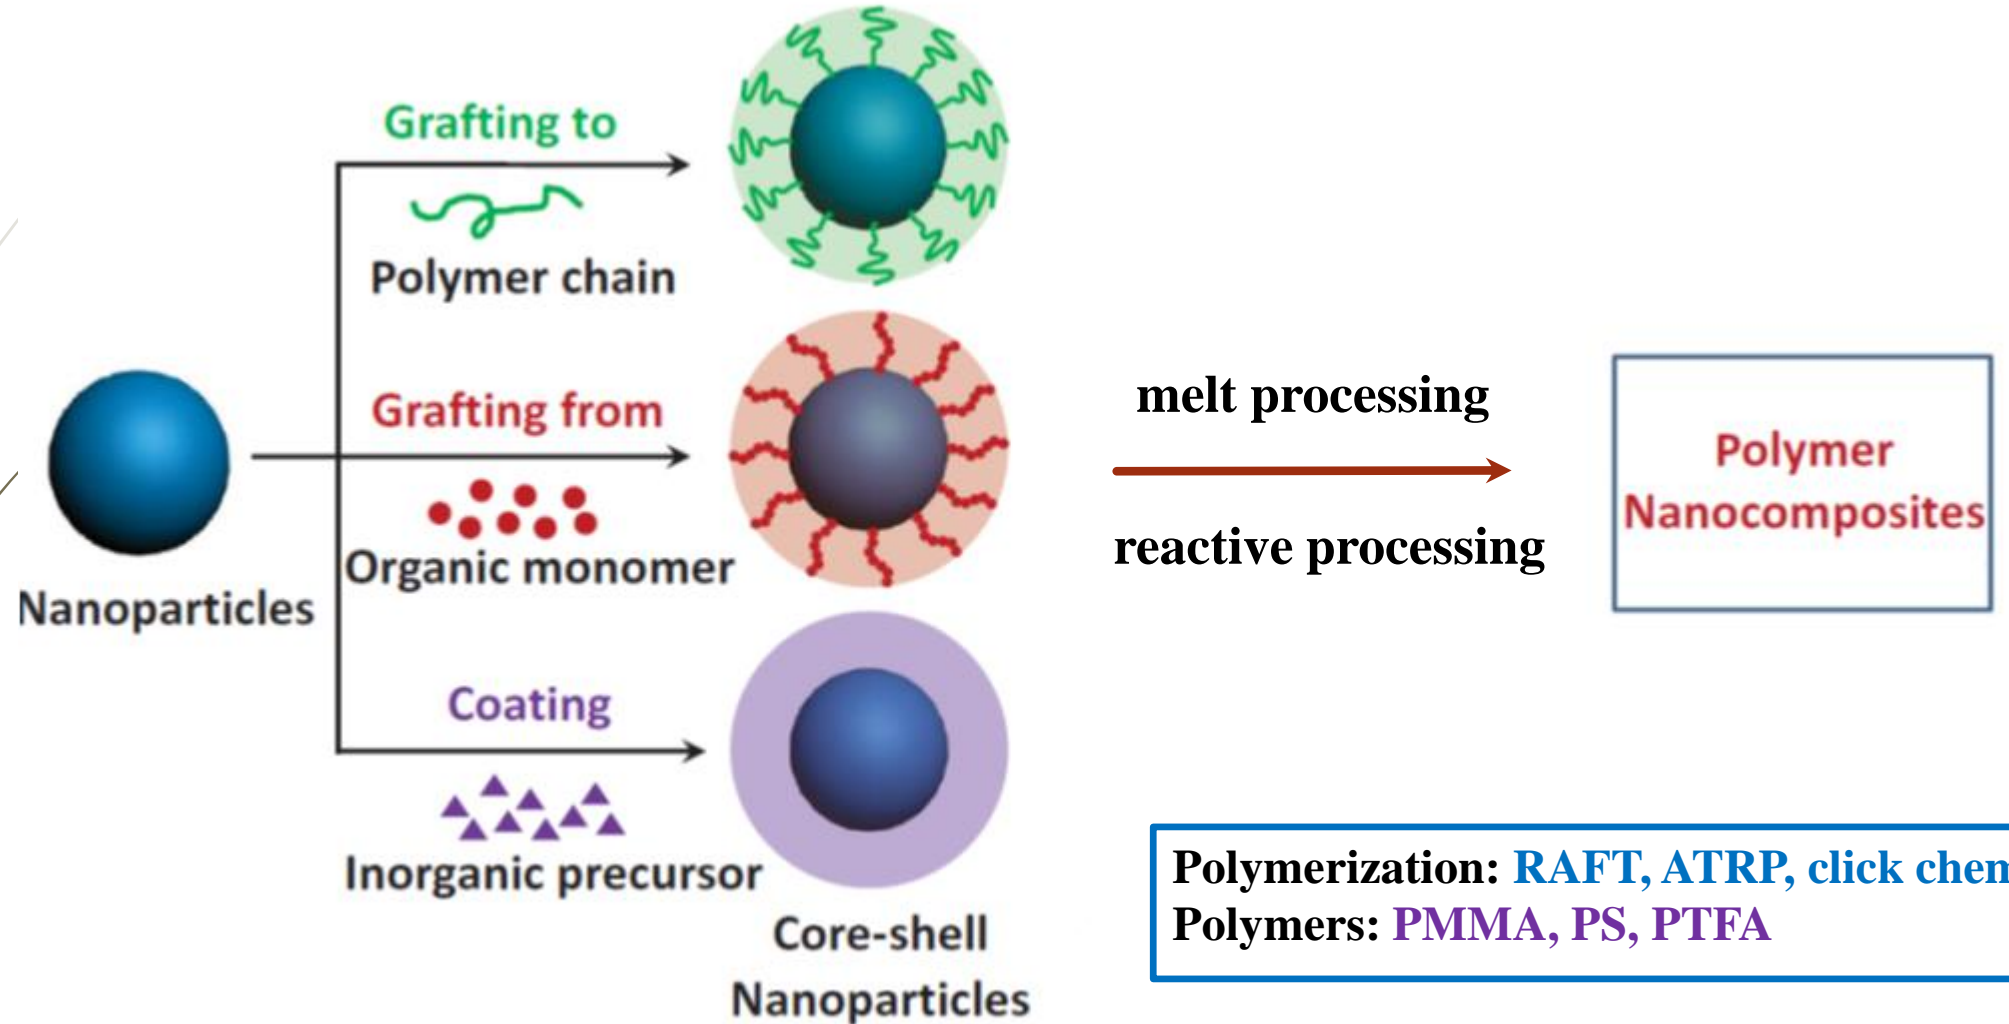 Grafting to
Polymer chain
Grafting from
Organic monomer
Nanoparticles
Coating
Inorganic precursor
Core-shell
Nanoparticles
melt processing
reactive processing
Polymer
Nanocomposites
Polymerization: RAFT, ATRP, click chem
Polymers: PMMA, PS, PTFA